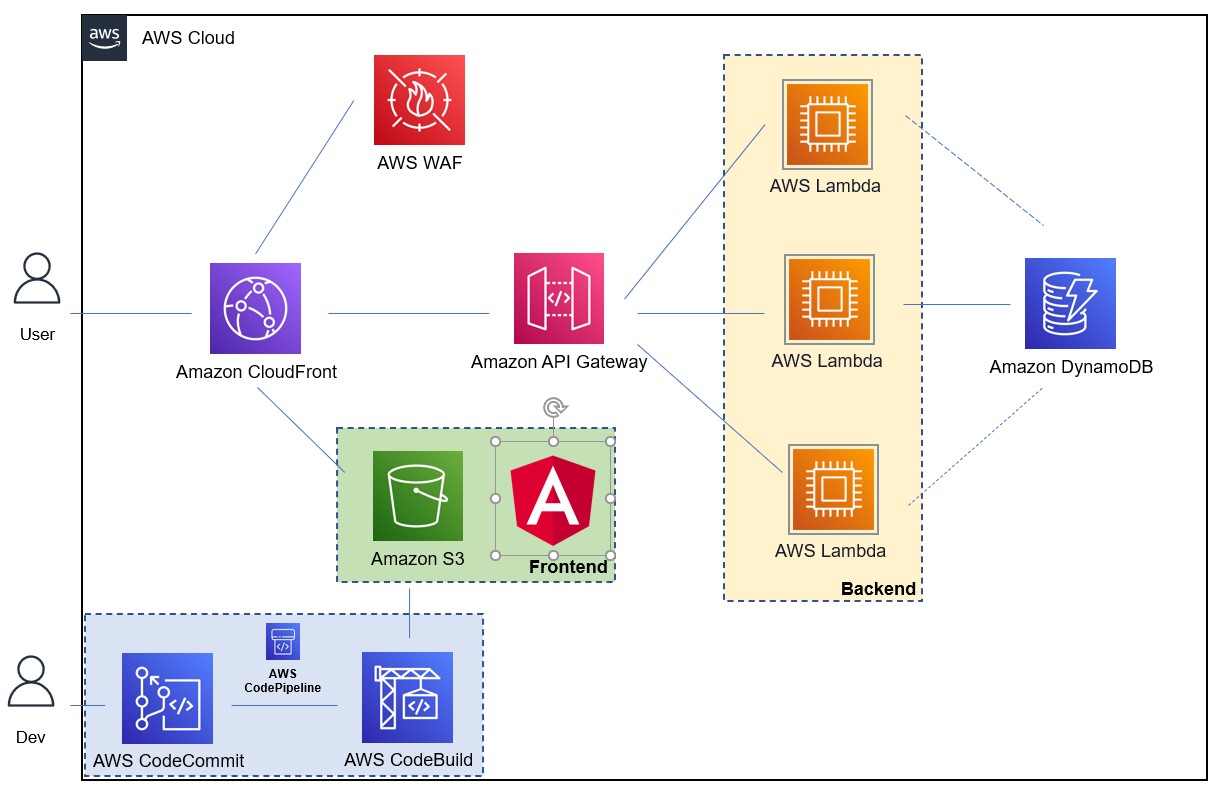 aws
AWS Cloud
AWS WAF
AWS Lambda
User
Amazon CloudFront
Amazon API Gateway
AWS Lambda
Amazon DynamoDB
A
Amazon S3
Frontend
AWS Lambda
Backend
AWS
CodePipeline
Dev
AWS CodeCommit
AWS CodeBuild